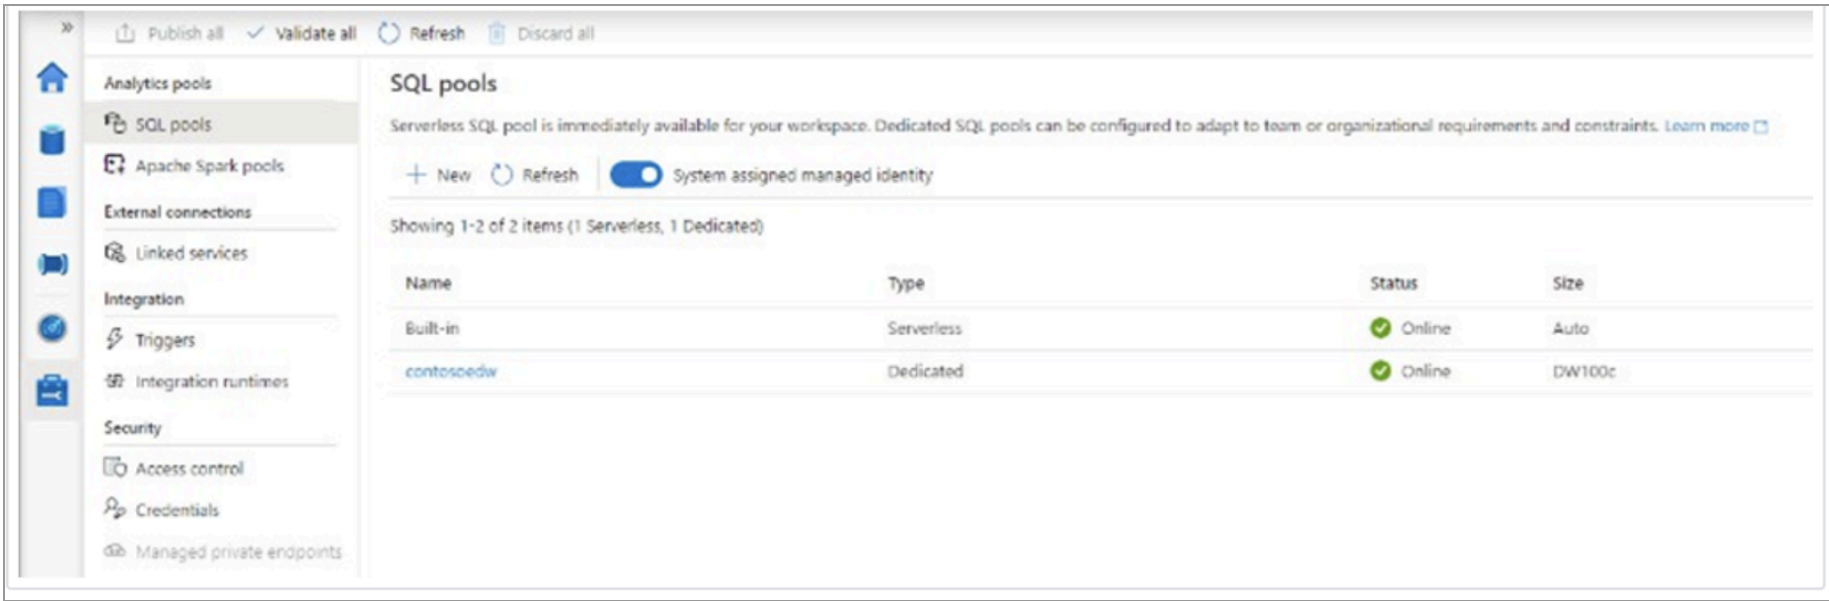 »
Publish all Validate all Refresh Discard all
Analytics pools
SQL pools
Apache Spark pools
External connections
Linked services
Integration
Triggers
Integration runtimes
Security
Access control
Credentials
Managed private endpoints
SQL pools
Serverless SQL pool is immediately available for your workspace. Dedicated SQL pools can be configured to adapt to team or organizational requirements and constraints. Learn more
New Refresh System assigned managed identity
Showing 1-2 of 2 items (1 Serverless, 1 Dedicated)
Name Type Status Size
Built-in Serverless Online Auto
contosoedw Dedicated Online DW100c